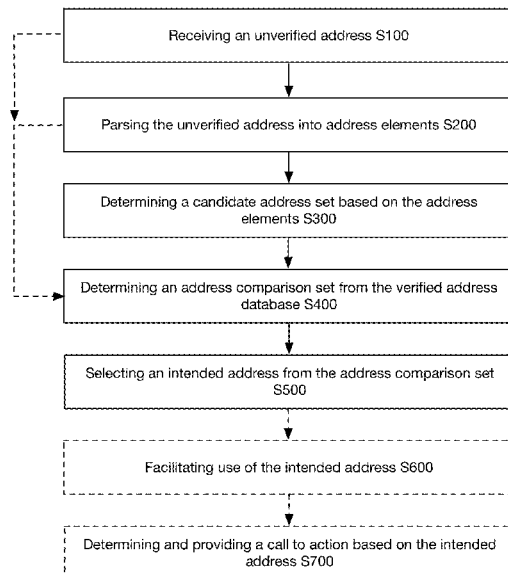 Receiving an unverified address S100
Parsing the unverified address into address elements S200
Determining a candidate address set based on the address
elements S300
Determining an address comparison set from the verified address
database S400
Selecting an intended address from the address comparison set
S500
Facilitating use of the intended address S600
Determining and providing a call to action based on the intended
address S700